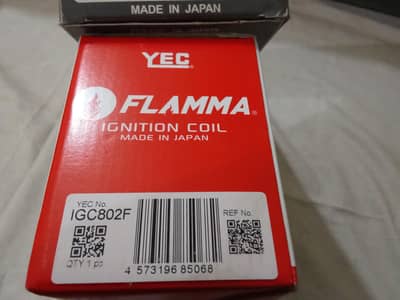 MADE IN JAPAN
YEC®
FLAMMA®
IGNITION COIL
MADE IN JAPAN
YEC No.
IGC802F
REF No.
QTY 1 pc
4 573196 85068